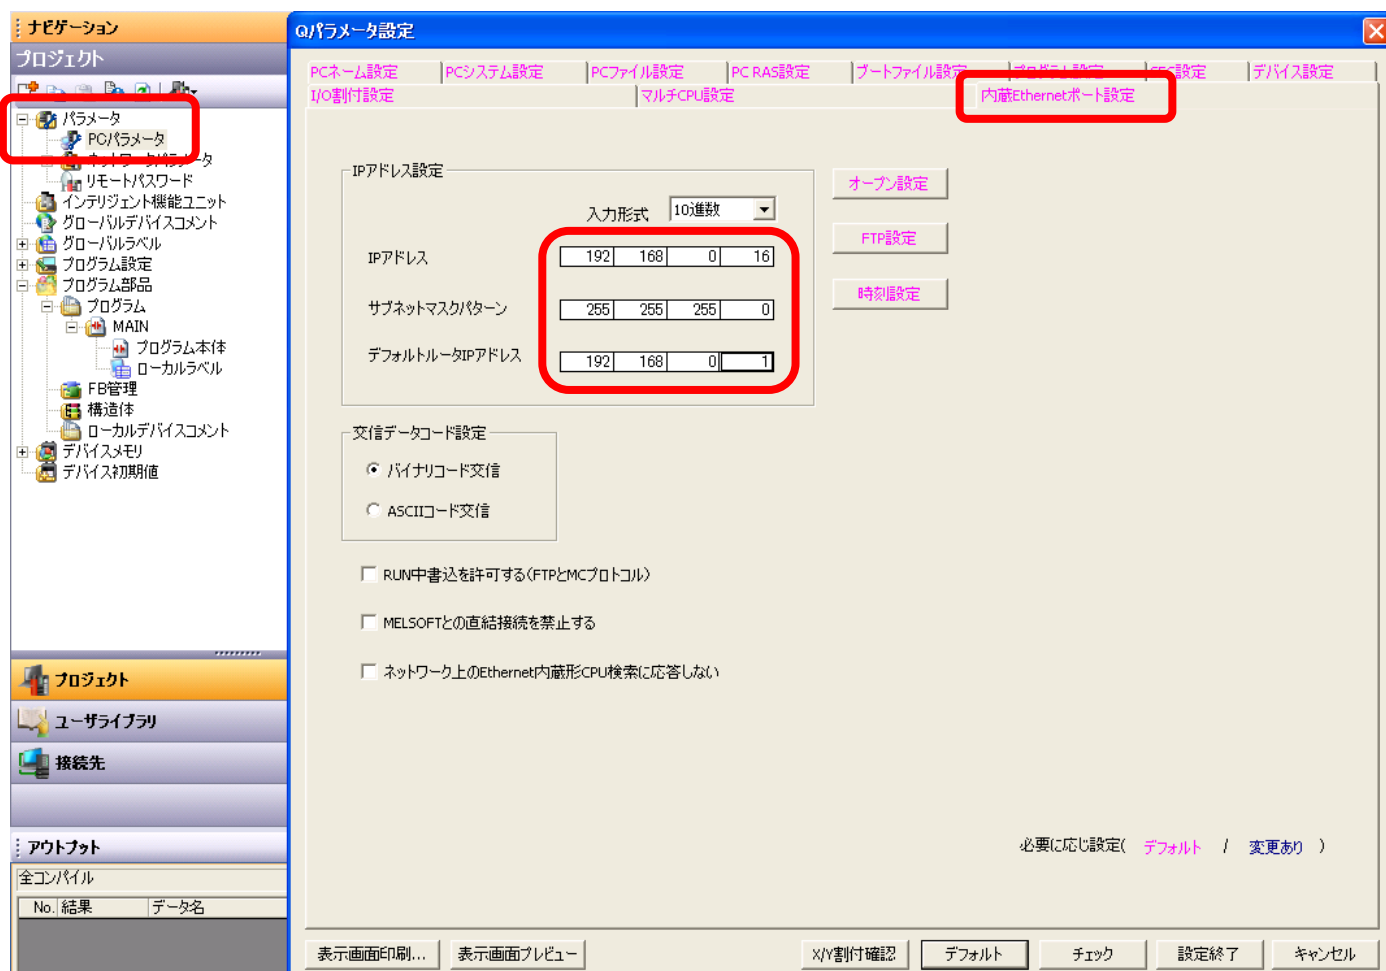 ナビゲーション
プロジェクト
パラメータ
PCパラメータ
ネットワークパラメータ
リモートパスワード
インテリジェント機能ユニット
グローバルデバイスコメント
グローバルラベル
プログラム設定
プログラム部品
プログラム
MAIN
プログラム本体
ローカルラベル
FB管理
構造体
ローカルデバイスコメント
デバイスメモリ
デバイス初期値
プロジェクト
ユーザライブラリ
接続先
アウトプット
全コンパイル
No. 結果 データ名
Qパラメータ設定
PCネーム設定 PCシステム設定 PCファイル設定 PC RAS設定 ブートファイル設定 プログラム設定 SFC設定 デバイス設定
I/O割付設定 マルチCPU設定 内蔵Ethernetポート設定
IPアドレス設定
入力形式 10進数
IPアドレス 192 168 0 16
サブネットマスクパターン 255 255 255 0
デフォルトルータIPアドレス 192 168 0 1
オープン設定
FTP設定
時刻設定
交信データコード設定
バイナリコード交信
ASCIIコード交信
RUN中書込を許可する(FTPとMCプロトコル)
MELSOFTとの直結接続を禁止する
ネットワーク上のEthernet内蔵形CPU検索に応答しない
必要に応じ設定( デフォルト / 変更あり )
表示画面印刷... 表示画面プレビュー X/Y割付確認 デフォルト チェック 設定終了 キャンセル